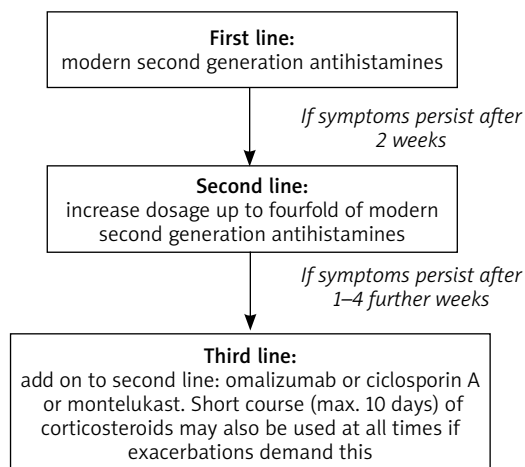 First line:
modern second generation antihistamines
If symptoms persist after
2 weeks
Second line:
increase dosage up to fourfold of modern
second generation antihistamines
If symptoms persist after
1–4 further weeks
Third line:
add on to second line: omalizumab or ciclosporin A
or montelukast. Short course (max. 10 days) of
corticosteroids may also be used at all times if
exacerbations demand this